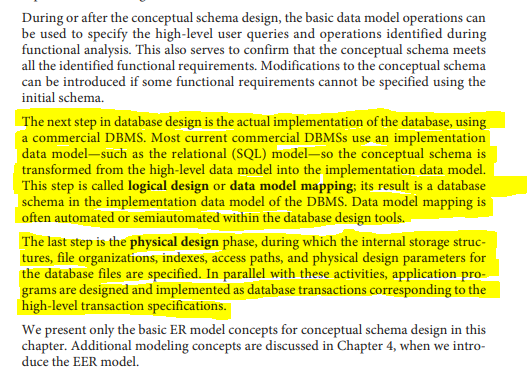 During or after the conceptual schema design, the basic data model operations can
be used to specify the high-level user queries and operations identified during
functional analysis. This also serves to confirm that the conceptual schema meets
all the identified functional requirements. Modifications to the conceptual schema
can be introduced if some functional requirements cannot be specified using the
initial schema.
The next step in database design is the actual implementation of the database, using
a commercial DBMS. Most current commercial DBMSs use an implementation
data model—such as the relational (SQL) model—so the conceptual schema is
transformed from the high-level data model into the implementation data model.
This step is called logical design or data model mapping; its result is a database
schema in the implementation data model of the DBMS. Data model mapping is
often automated or semiautomated within the database design tools.
The last step is the physical design phase, during which the internal storage struc-
tures, file organizations, indexes, access paths, and physical design parameters for
the database files are specified. In parallel with these activities, application pro-
grams are designed and implemented as database transactions corresponding to the
high-level transaction specifications.
We present only the basic ER model concepts for conceptual schema design in this
chapter. Additional modeling concepts are discussed in Chapter 4, when we intro-
duce the EER model.